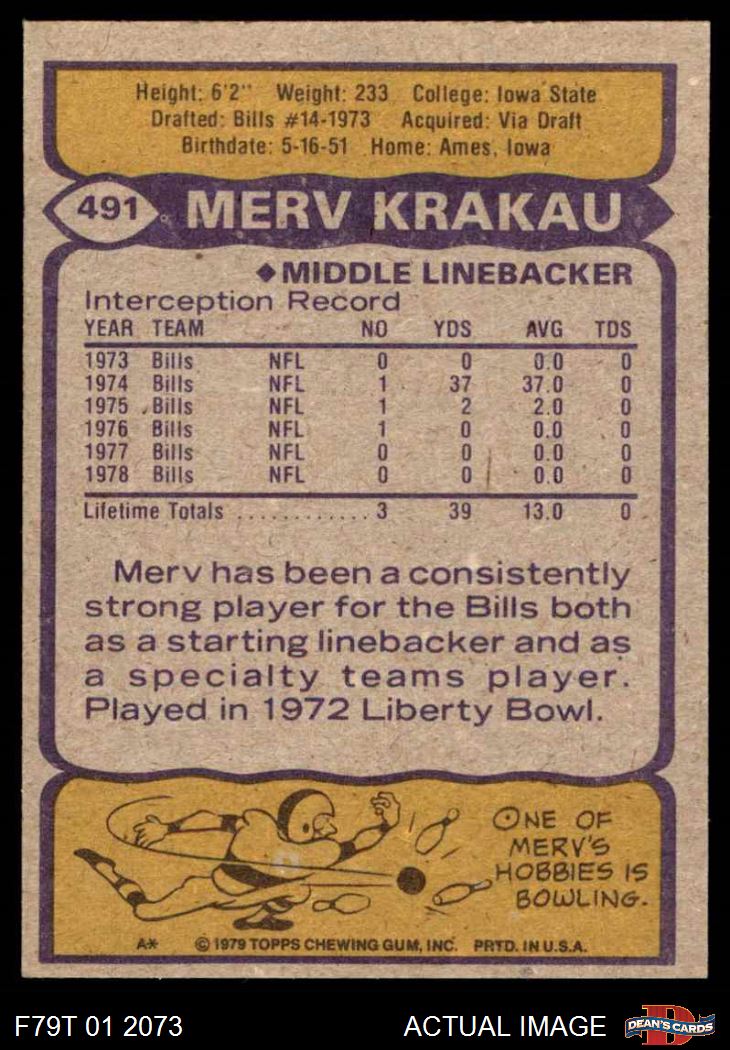 Height: 6'2" Weight: 233 College: Iowa State
Drafted: Bills #14-1973 Acquired: Via Draft
Birthdate: 5-16-51 Home: Ames, Iowa
491 MERV KRAKAU
◆MIDDLE LINEBACKER
Interception Record
YEAR TEAM NO YDS AVG TDS
1973 Bills NFL 0 0 0.0 0
1974 Bills NFL 1 37 37.0 0
1975 Bills NFL 1 2 2.0 0
1976 Bills NFL 1 0 0.0 0
1977 Bills NFL 0 0 0.0 0
1978 Bills NFL 0 0 0.0 0
Lifetime Totals ............ 3 39 13.0 0
Merv has been a consistently
strong player for the Bills both
as a starting linebacker and as
a specialty teams player.
Played in 1972 Liberty Bowl.
ONE OF
MERV'S
HOBBIES IS
BOWLING.
A* © 1979 TOPPS CHEWING GUM, INC. PRTD. IN U.S.A.
F79T 01 2073 ACTUAL IMAGE D DEAN'S CARDS